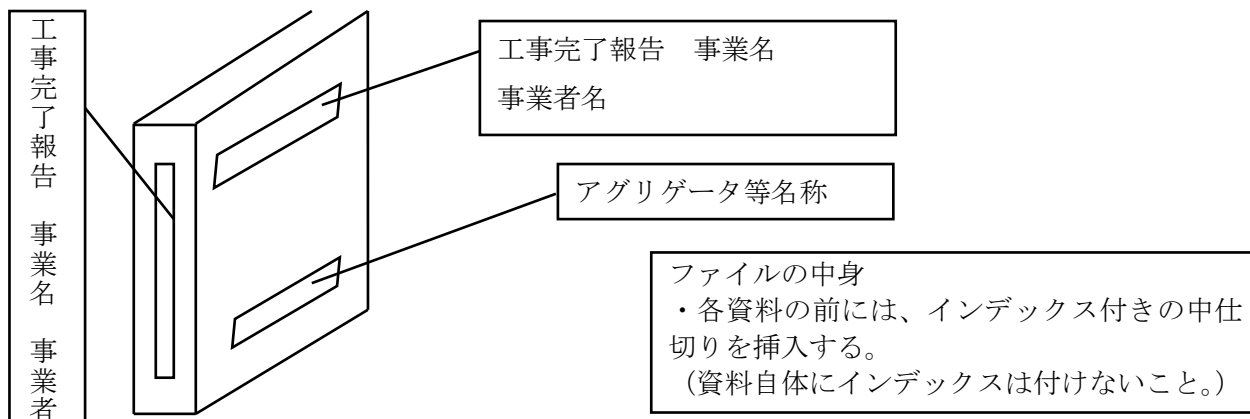 工事完了報告　事業名　事業者
工事完了報告　事業名
事業者名
アグリゲータ等名称
ファイルの中身
・各資料の前には、インデックス付きの中仕
切りを挿入する。
（資料自体にインデックスは付けないこと。）